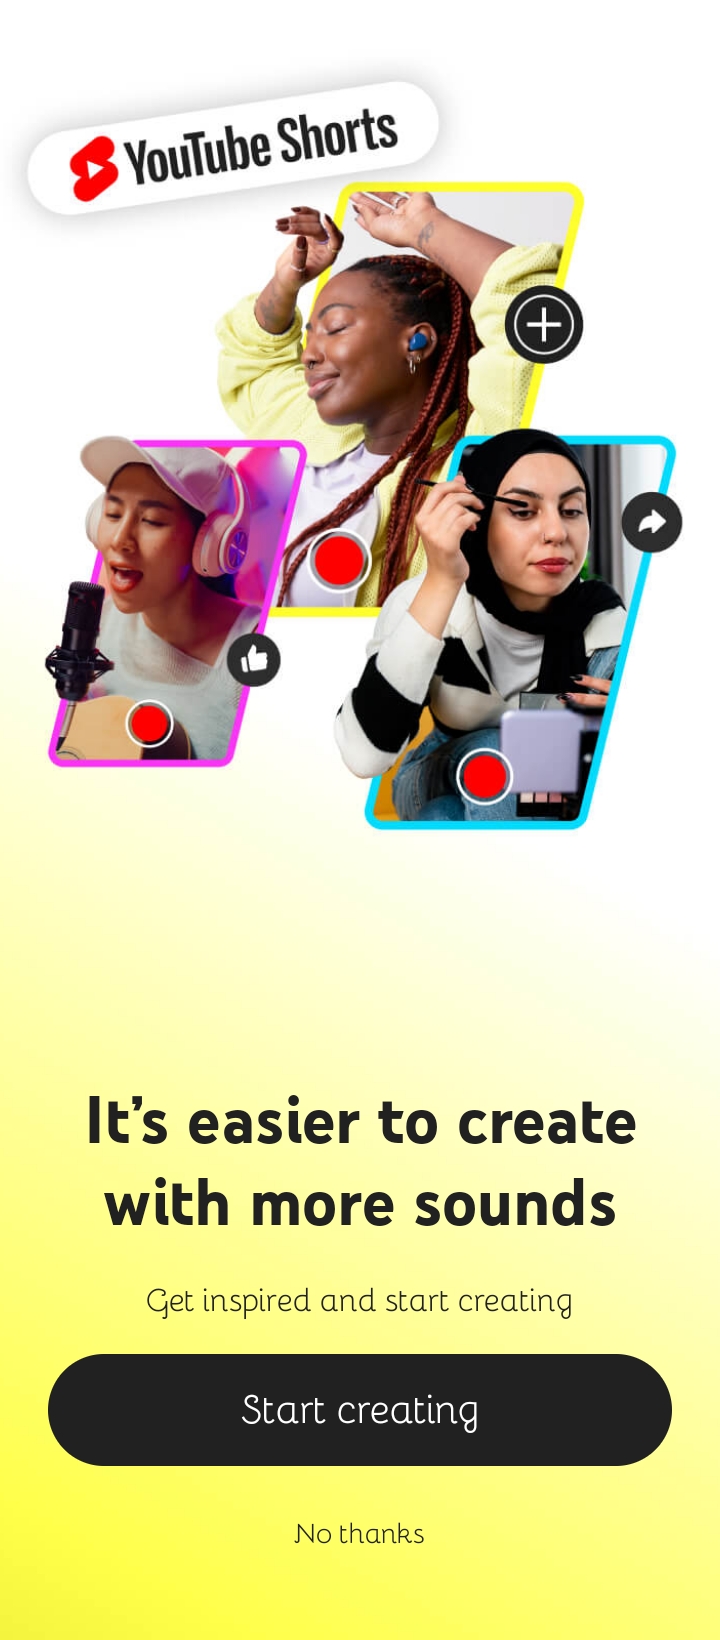 YouTube Shorts
It's easier to create
with more sounds
Get inspired and start creating
Start creating
No thanks